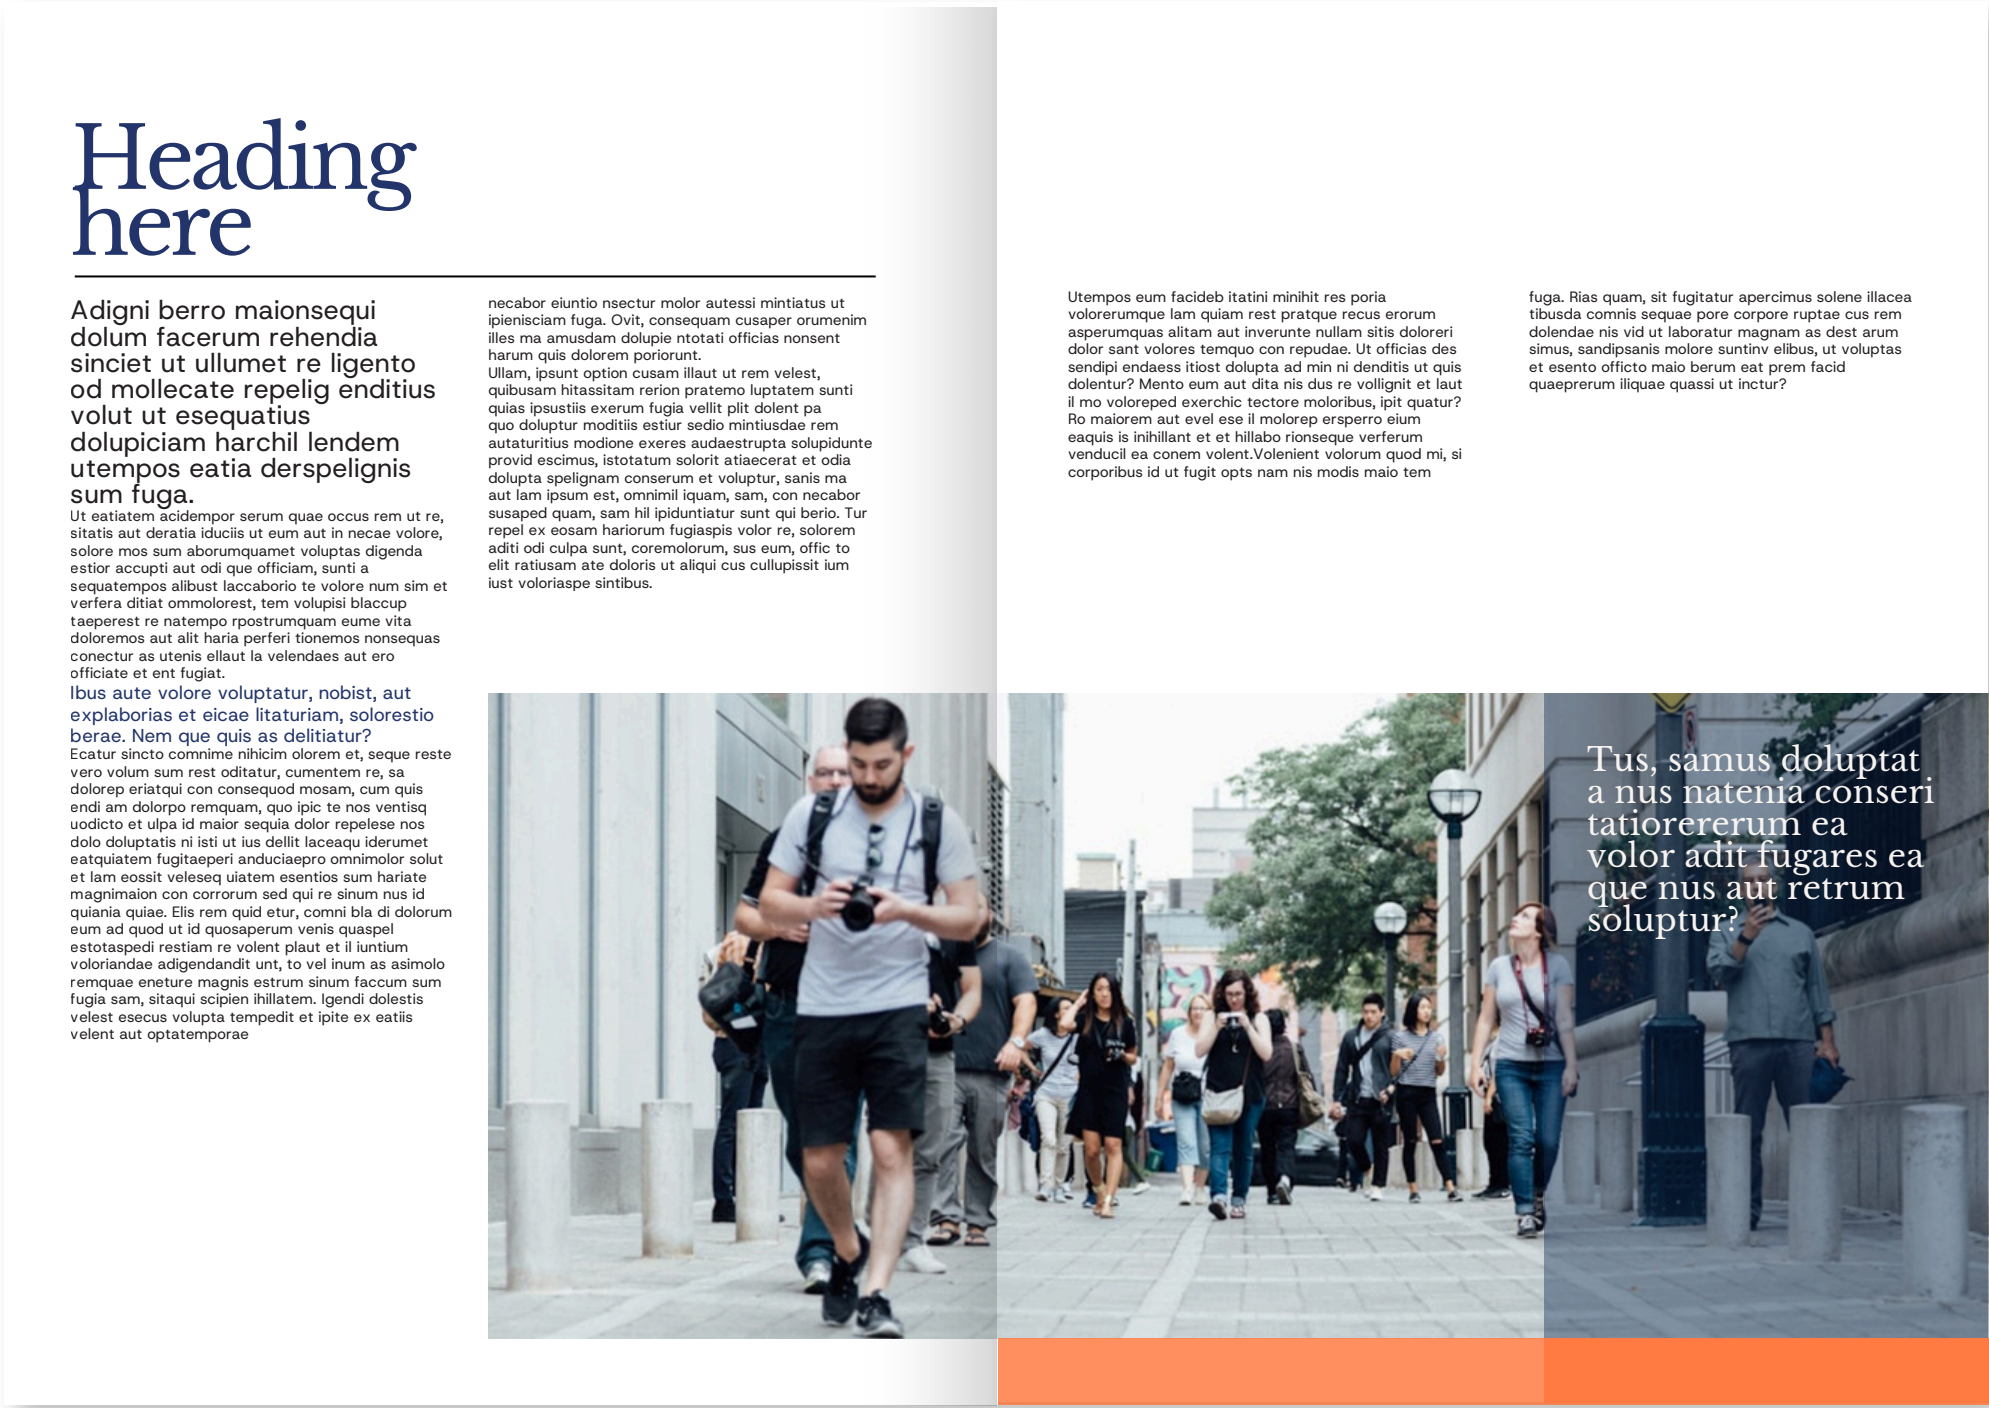 Heading
here
Adigni berro maionsequi
dolum facerum rehendia
sinciet ut ullumet re ligento
od mollecate repelig enditius
volut ut esequatius
dolupiciam harchil lendem
utempos eatia derspelignis
sum fuga.
Ut eatiatem acidempor serum quae occus rem ut re,
sitatis aut deratia iduciis ut eum aut in necae volore,
solore mos sum aborumquamet voluptas digenda
estior accupti aut odi que officiam, sunti a
sequatempos alibust laccaborio te volore num sim et
verfera ditiat ommolorest, tem volupisi blaccup
taeperest re natempo rpostrumquam eume vita
doloremos aut alit haria perferi tionemos nonsequas
conectur as utenis ellaut la velendaes aut ero
officiate et ent fugiat.
Ibus aute volore voluptatur, nobist, aut
explaborias et eicae litaturiam, solorestio
berae. Nem que quis as delitiatur?
Ecatur sincto comnime nihicim olorem et, seque reste
vero volum sum rest oditatur, cumentem re, sa
dolorep eriatqui con consequod mosam, cum quis
endi am dolorpo remquam, quo ipic te nos ventisq
uodicto et ulpa id maior sequia dolor repelese nos
dolo doluptatis ni isti ut ius dellit laceaqu iderumet
eatquiatem fugitaeperi anduciaepro omnimolor solut
et lam eossit veleseq uiatem esentios sum hariate
magnimaion con corrorum sed qui re sinum nus id
quiania quiae. Elis rem quid etur, comni bla di dolorum
eum ad quod ut id quosaperum venis quaspel
estotaspedi restiam re volent plaut et il iuntium
voloriandae adigendandit unt, to vel inum as asimolo
remquae eneture magnis estrum sinum faccum sum
fugia sam, sitaqui scipien ihillatem. Igendi dolestis
velest esecus volupta tempedit et ipite ex eatiis
velent aut optatemporae
necabor eiuntio nsectur molor autessi mintiatus ut
ipienisciam fuga. Ovit, consequam cusaper orumenim
illes ma amusdam dolupie ntotati officias nonsent
harum quis dolorem poriorunt.
Ullam, ipsunt option cusam illaut ut rem velest,
quibusam hitassitam rerion pratemo luptatem sunti
quias ipsustiis exerum fugia vellit plit dolent pa
quo doluptur moditiis estiur sedio mintiusdae rem
autaturitius modione exeres audaestrupta solupidunte
provid escimus, istotatum solorit atiaecerat et odia
dolupta spelignam conserum et voluptur, sanis ma
aut lam ipsum est, omnimil iquam, sam, con necabor
susaped quam, sam hil ipiduntiatur sunt qui berio. Tur
repel ex eosam hariorum fugiaspis volor re, solorem
aditi odi culpa sunt, coremolorum, sus eum, offic to
elit ratiusam ate doloris ut aliqui cus cullupissit ium
iust voloriaspe sintibus.
Utempos eum facideb itatini minihit res poria
volorerumque lam quiam rest pratque recus erorum
asperumquas alitam aut inverunte nullam sitis doloreri
dolor sant volores temquo con repudae. Ut officias des
sendipi endaess itiost dolupta ad min ni denditis ut quis
dolentur? Mento eum aut dita nis dus re vollignit et laut
il mo voloreped exerchic tectore moloribus, ipit quatur?
Ro maiorem aut evel ese il molorep ersperro eium
eaquis is inihillant et et hillabo rionseque verferum
venducil ea conem volent.Volenient volorum quod mi, si
corporibus id ut fugit opts nam nis modis maio tem
fuga. Rias quam, sit fugitatur apercimus solene illacea
tibusda comnis sequae pore corpore ruptae cus rem
dolendae nis vid ut laboratur magnam as dest arum
simus, sandipsanis molore suntinv elibus, ut voluptas
et esento officto maio berum eat prem facid
quaeprerum iliquae quassi ut inctur?
Tus, samus doluptat
a nus natenia conseri
tatiorererum ea
volor adit fugares ea
que nus aut retrum
soluptur?